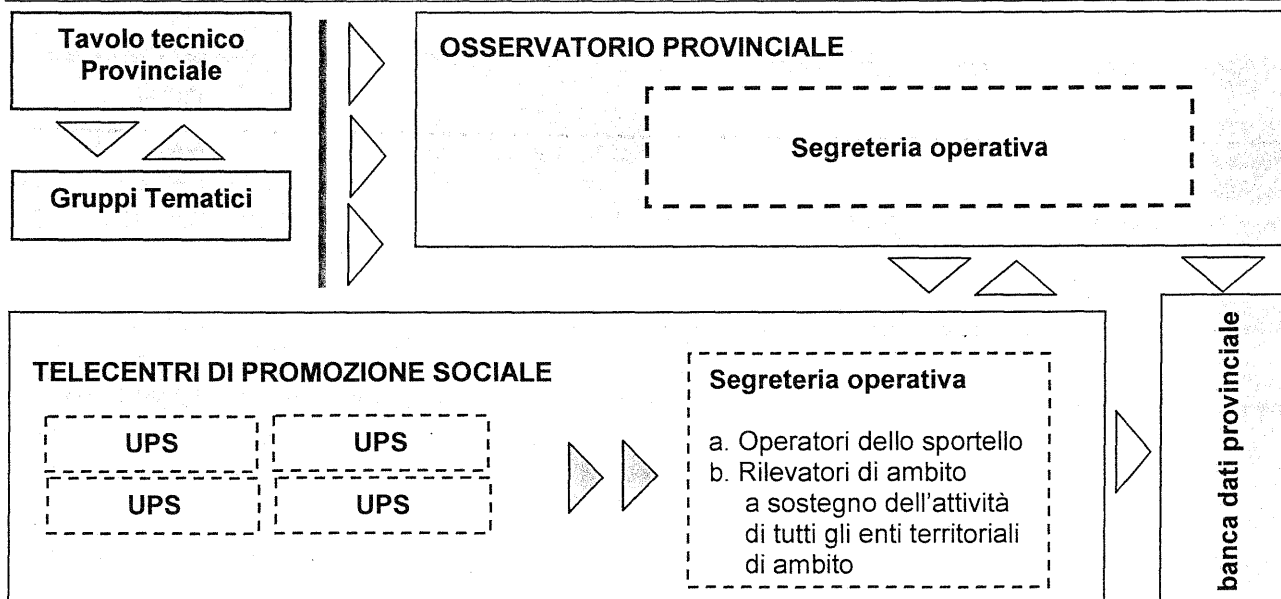 Tavolo tecnico
Provinciale
Gruppi Tematici
OSSERVATORIO PROVINCIALE
Segreteria operativa
TELECENTRI DI PROMOZIONE SOCIALE
UPS
UPS
UPS
UPS
Segreteria operativa
a. Operatori dello sportello
b. Rilevatori di ambito
a sostegno dell'attività
di tutti gli enti territoriali
di ambito
banca dati provinciale